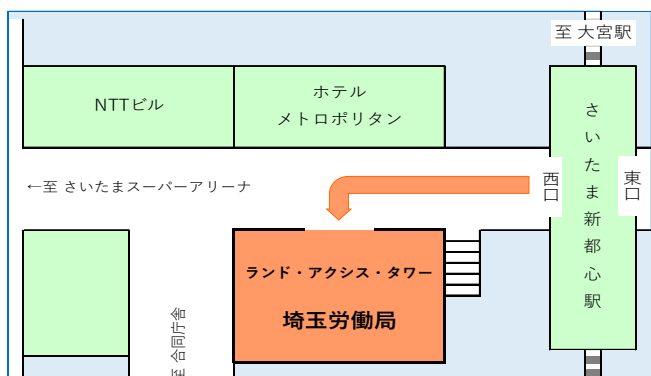 至 大宮駅
NTTビル
ホテル
メトロポリタン
さいたま新都心駅
←至 さいたまスーパーアリーナ
西口
東口
ランド・アクシス・タワー
埼玉労働局
至 合同庁舎